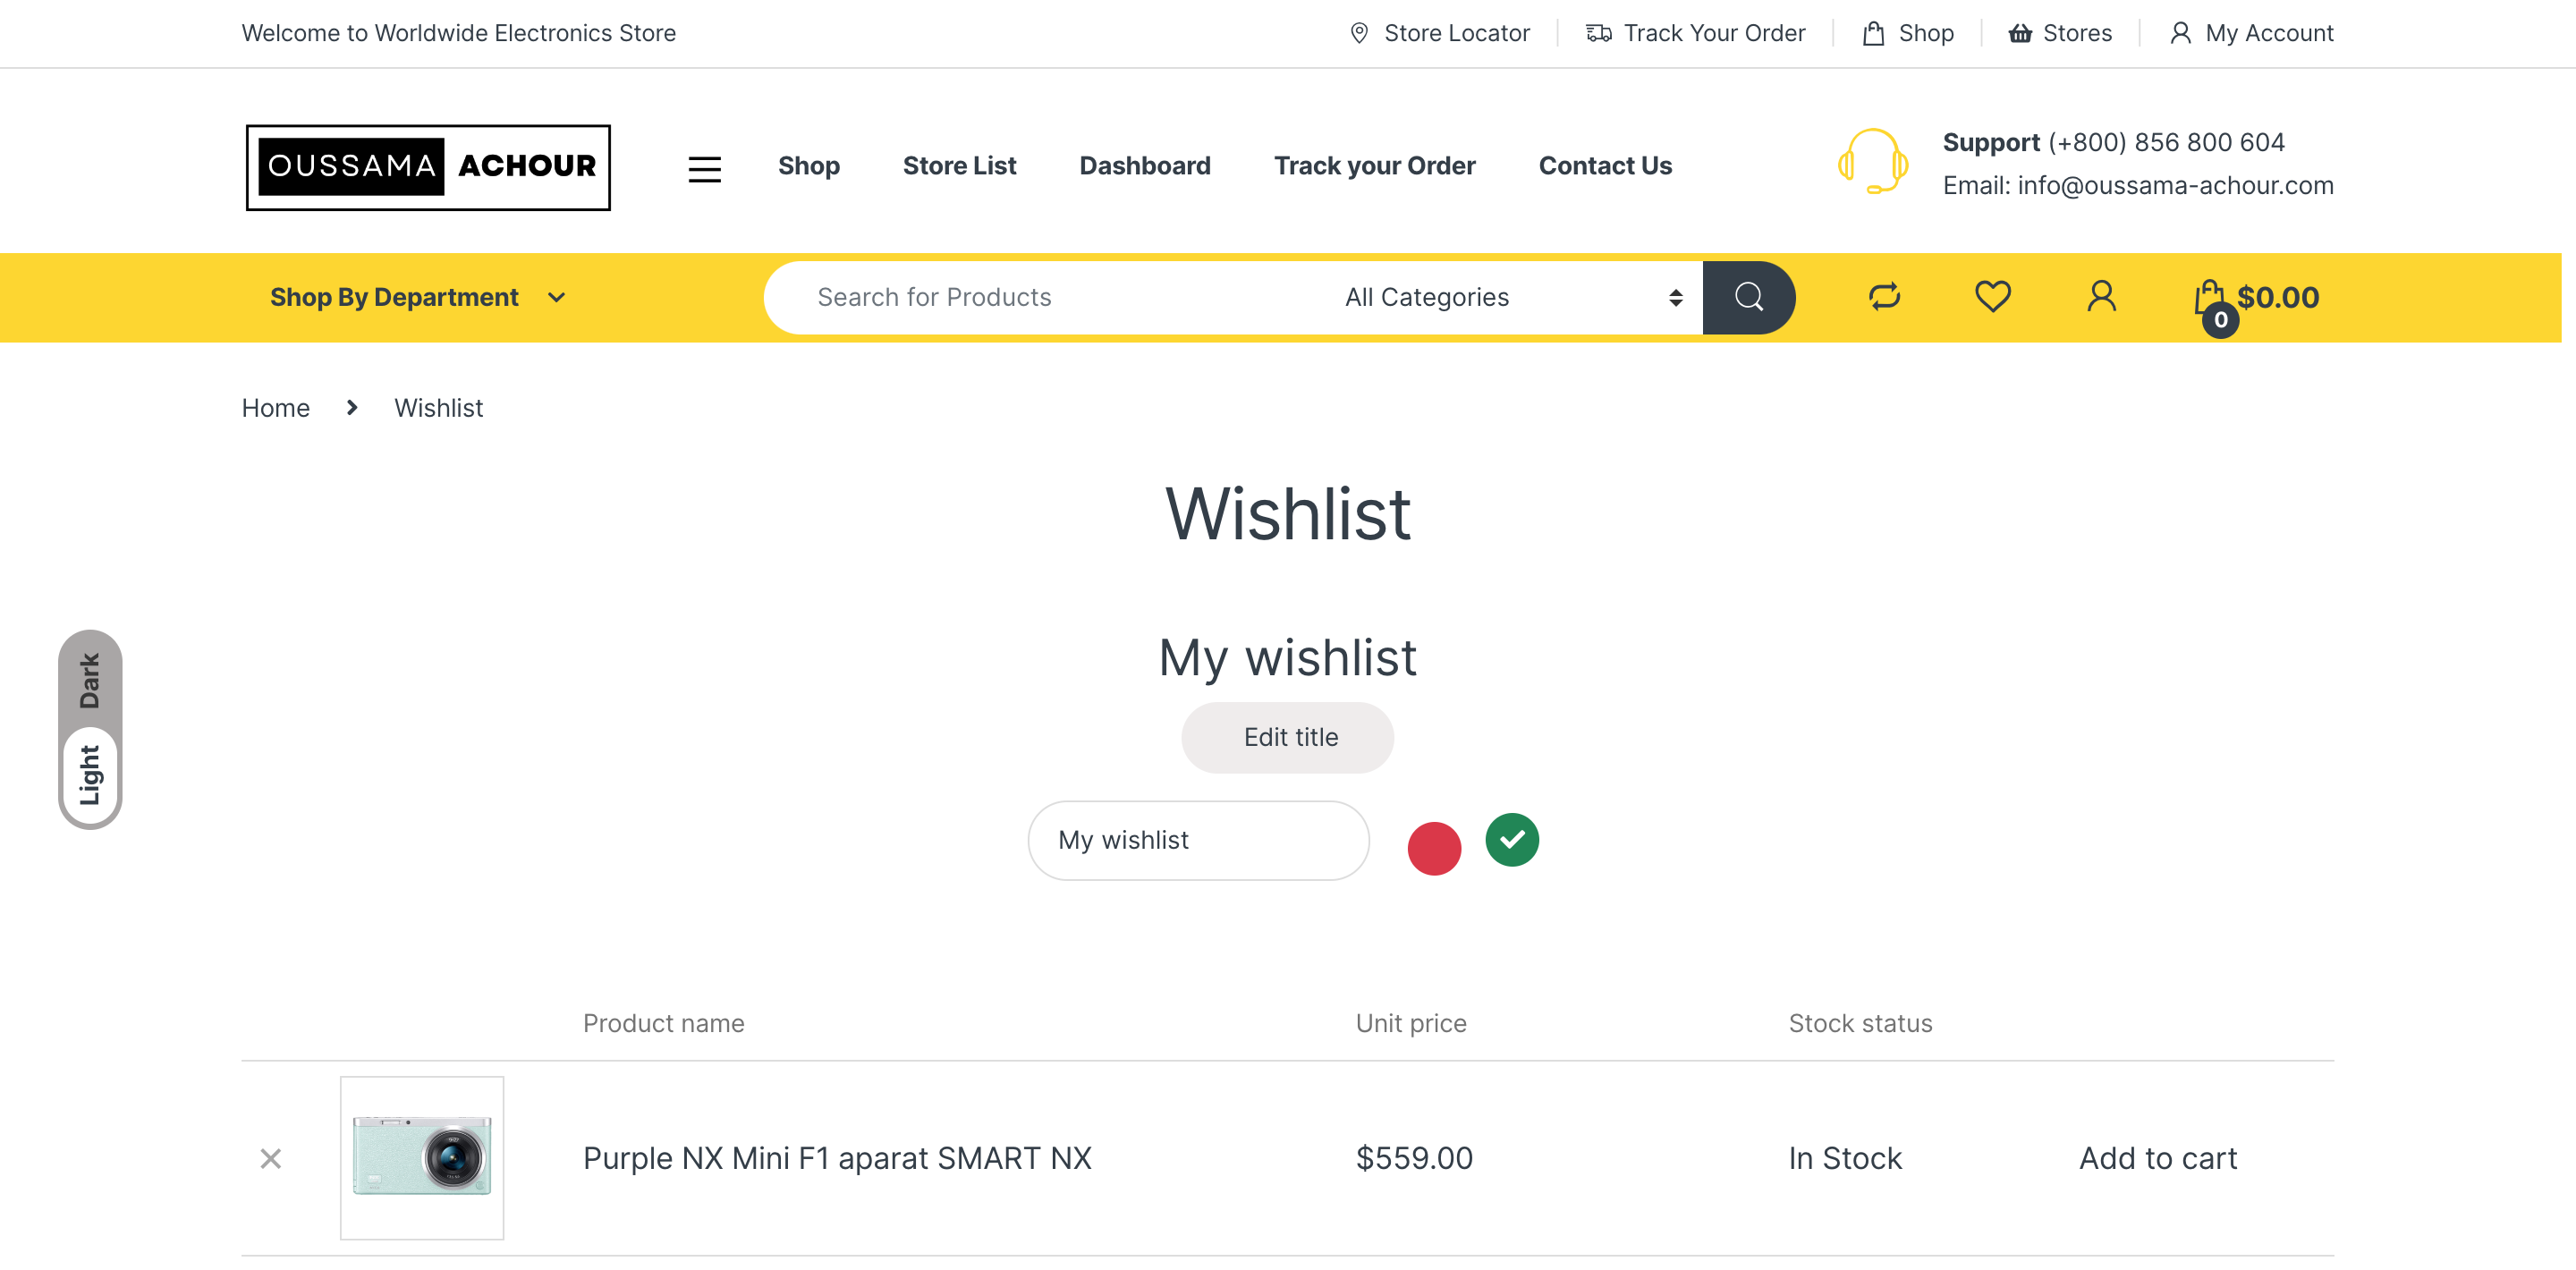 Welcome to Worldwide Electronics Store
Store Locator
Track Your Order
Shop
Stores
My Account
OUSSAMA ACHOUR
Shop
Store List
Dashboard
Track your Order
Contact Us
Support (+800) 856 800 604
Email: info@oussama-achour.com
Shop By Department
Search for Products
All Categories
0
$0.00
Home
Wishlist
Wishlist
My wishlist
Edit title
My wishlist
Dark
Light
Product name
Unit price
Stock status
Purple NX Mini F1 aparat SMART NX
$559.00
In Stock
Add to cart